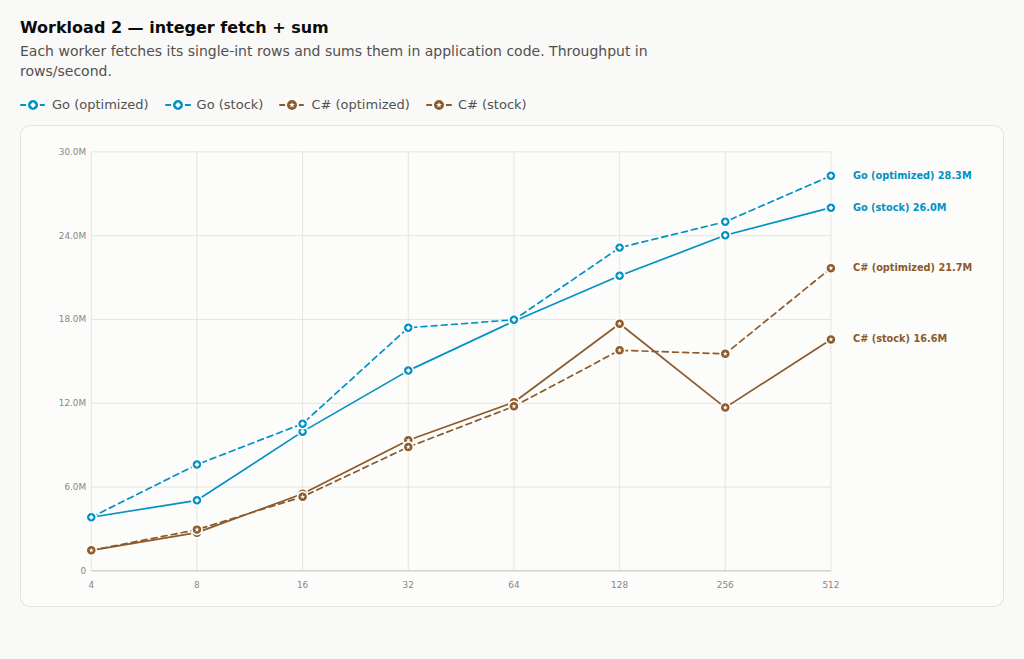 Workload 2 — integer fetch + sum
Each worker fetches its single-int rows and sums them in application code. Throughput in
rows/second.
Go (optimized) Go (stock) C# (optimized) C# (stock)
30.0M
24.0M
18.0M
12.0M
6.0M
0
4 8 16 32 64 128 256 512
Go (optimized) 28.3M
Go (stock) 26.0M
C# (optimized) 21.7M
C# (stock) 16.6M